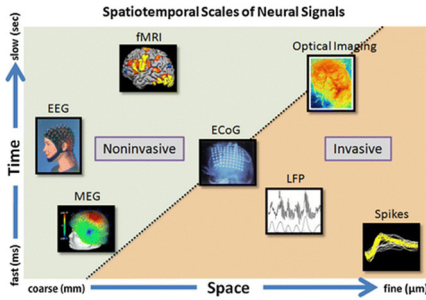 Spatiotemporal Scales of Neural Signals
slow (sec)
fMRI
Optical Imaging
EEG
ECoG
Time
Noninvasive
Invasive
MEG
LFP
Spikes
fast (ms)
coarse (mm)
Space
fine (µm)